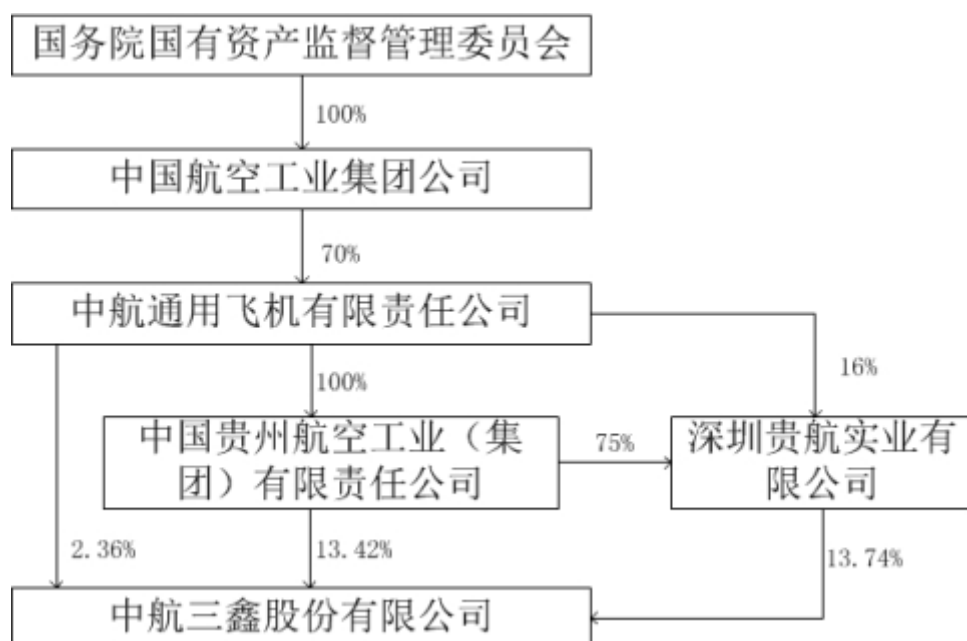 国务院国有资产监督管理委员会
100%
中国航空工业集团公司
70%
中航通用飞机有限责任公司
16%
100%
中国贵州航空工业（集
团）有限责任公司
75%
深圳贵航实业有
限公司
2.36%
13.42%
13.74%
中航三鑫股份有限公司